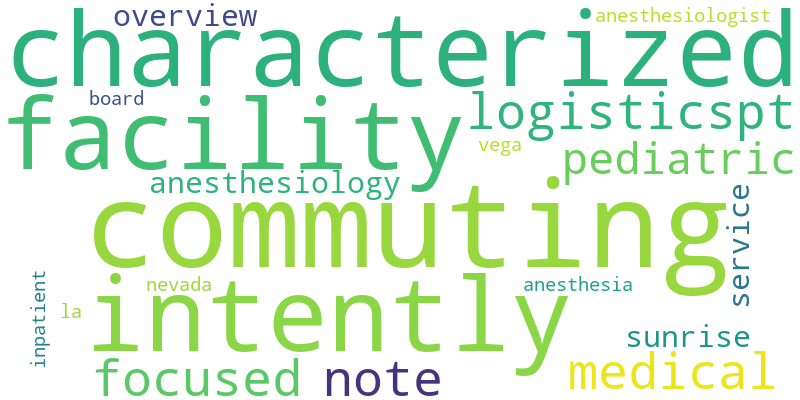 overview
anesthesiologist
characterized
board
facility
logisticspt
vega
pediatric
anesthesiology
commuting
service
inpatient
nevada
la
intently
anesthesia
sunrise
focused
note
medical